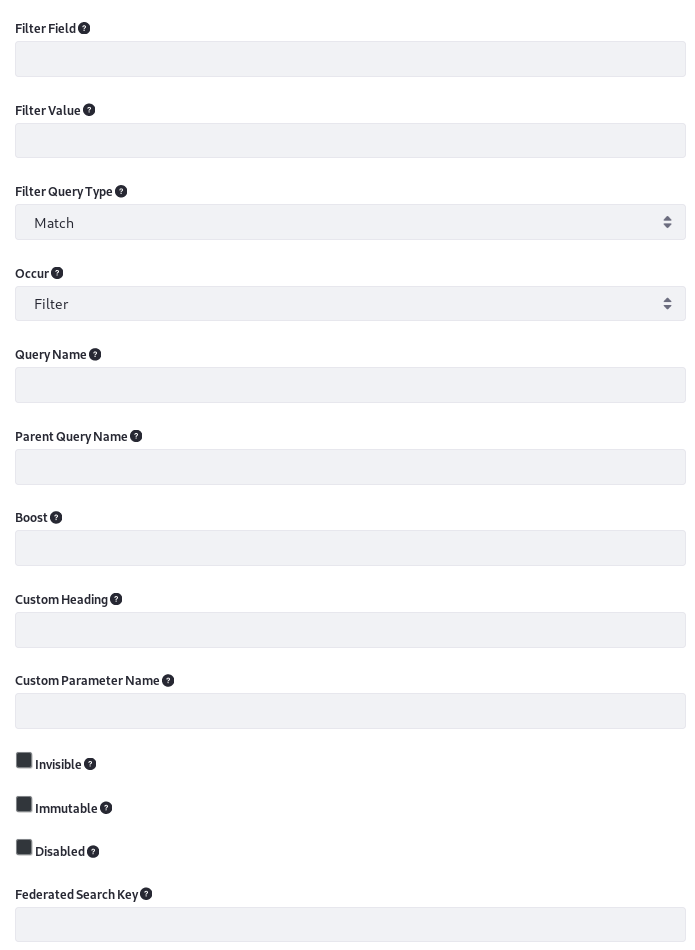 Filter Field ?
Filter Value ?
Filter Query Type ?
Match
Occur ?
Filter
Query Name ?
Parent Query Name ?
Boost ?
Custom Heading ?
Custom Parameter Name ?
Invisible ?
Immutable ?
Disabled ?
Federated Search Key ?